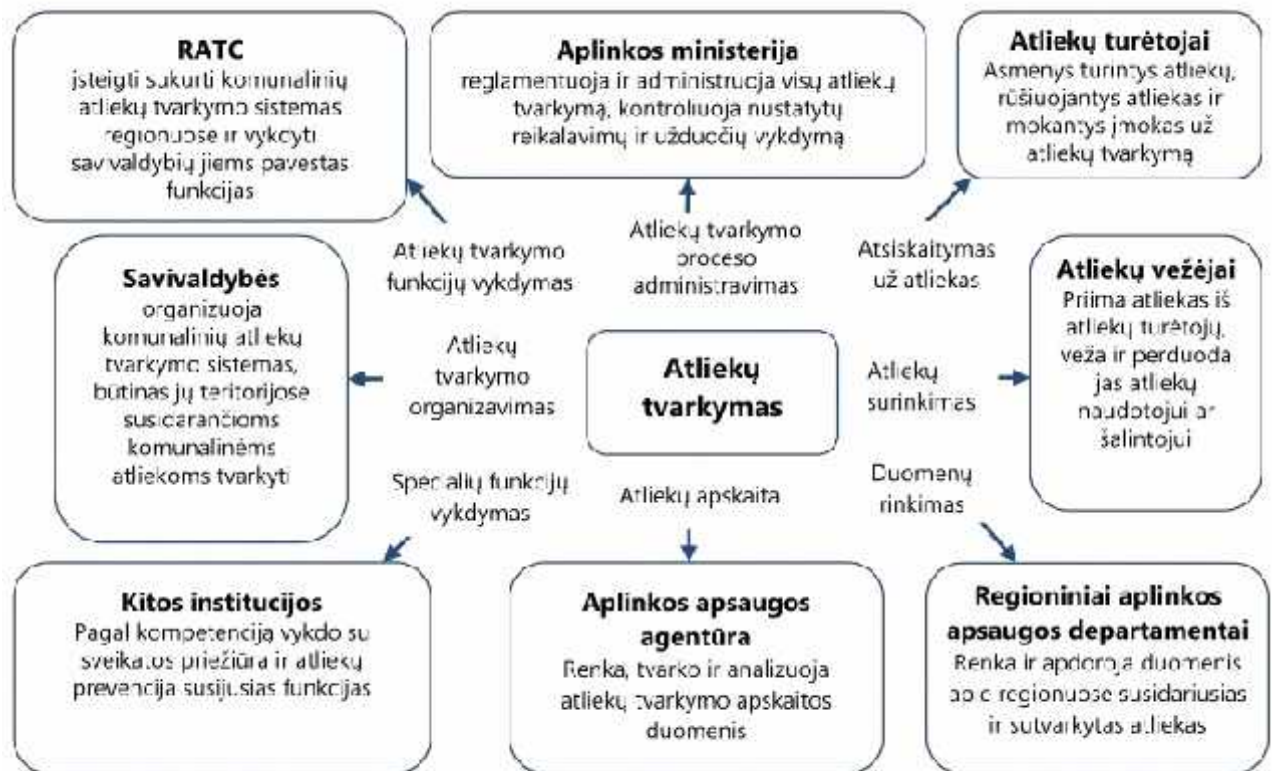 RATC
įsteigti sukurti komunalinių
atliekų tvarkymo sistemas
regionuose ir vykdyti
savivaldybių jiems pavestas
funkcijas
Aplinkos ministerija
reglamentuoja ir administruoja visų atliekų
tvarkymą, kontroliuoja nustatytų
reikalavimų ir užduočių vykdymą
Atliekų turėtojai
Asmenys turintys atliekų,
rūšiuojantys atliekas ir
mokantys įmokas už
atliekų tvarkymą
Atliekų tvarkymo
funkcijų vykdymas
Atliekų tvarkymo
proceso
administravimas
Atsiskaitymas
už atliekas
Savivaldybės
organizuoja
komunalinių atliekų
tvarkymo sistemas,
būtinas jų teritorijose
susidarančioms
komunalinėms
atliekoms tvarkyti
Atliekų
tvarkymo
organizavimas
Atliekų
tvarkymas
Atliekų
surinkimas
Atliekų vežėjai
Priima atliekas iš
atliekų turėtojų,
veža ir perduoda
jas atliekų
naudotojui ar
šalintojui
Specialių funkcijų
vykdymas
Atliekų apskaita
Duomenų
rinkimas
Kitos institucijos
Pagal kompetenciją vykdo su
sveikatos priežiūra ir atliekų
prevencija susijusias funkcijas
Aplinkos apsaugos
agentūra
Renka, tvarko ir analizuoja
atliekų tvarkymo apskaitos
duomenis
Regioniniai aplinkos
apsaugos departamentai
Renka ir apdoroja duomenis
apie regionuose susidariusias
ir sutvarkytas atliekas